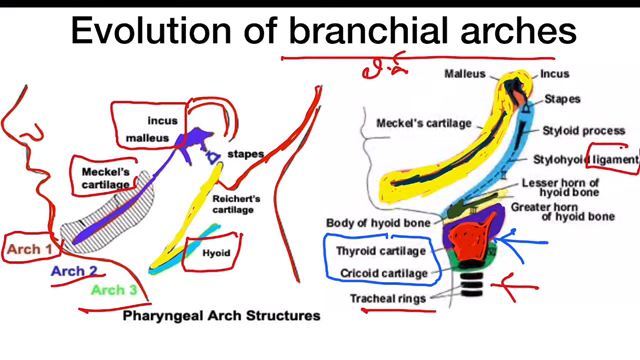 Evolution of branchial arches
incus
malleus
stapes
Meckel's
cartilage
Reichert's
cartilage
Hyoid
Arch 1
Arch 2
Arch 3
Pharyngeal Arch Structures
Malleus
Incus
Stapes
Meckel's cartilage
Styloid process
Stylohyoid ligament
Lesser horn of
hyoid bone
Greater horn
of hyoid bone
Body of hyoid bone
Thyroid cartilage
Cricoid cartilage
Tracheal rings